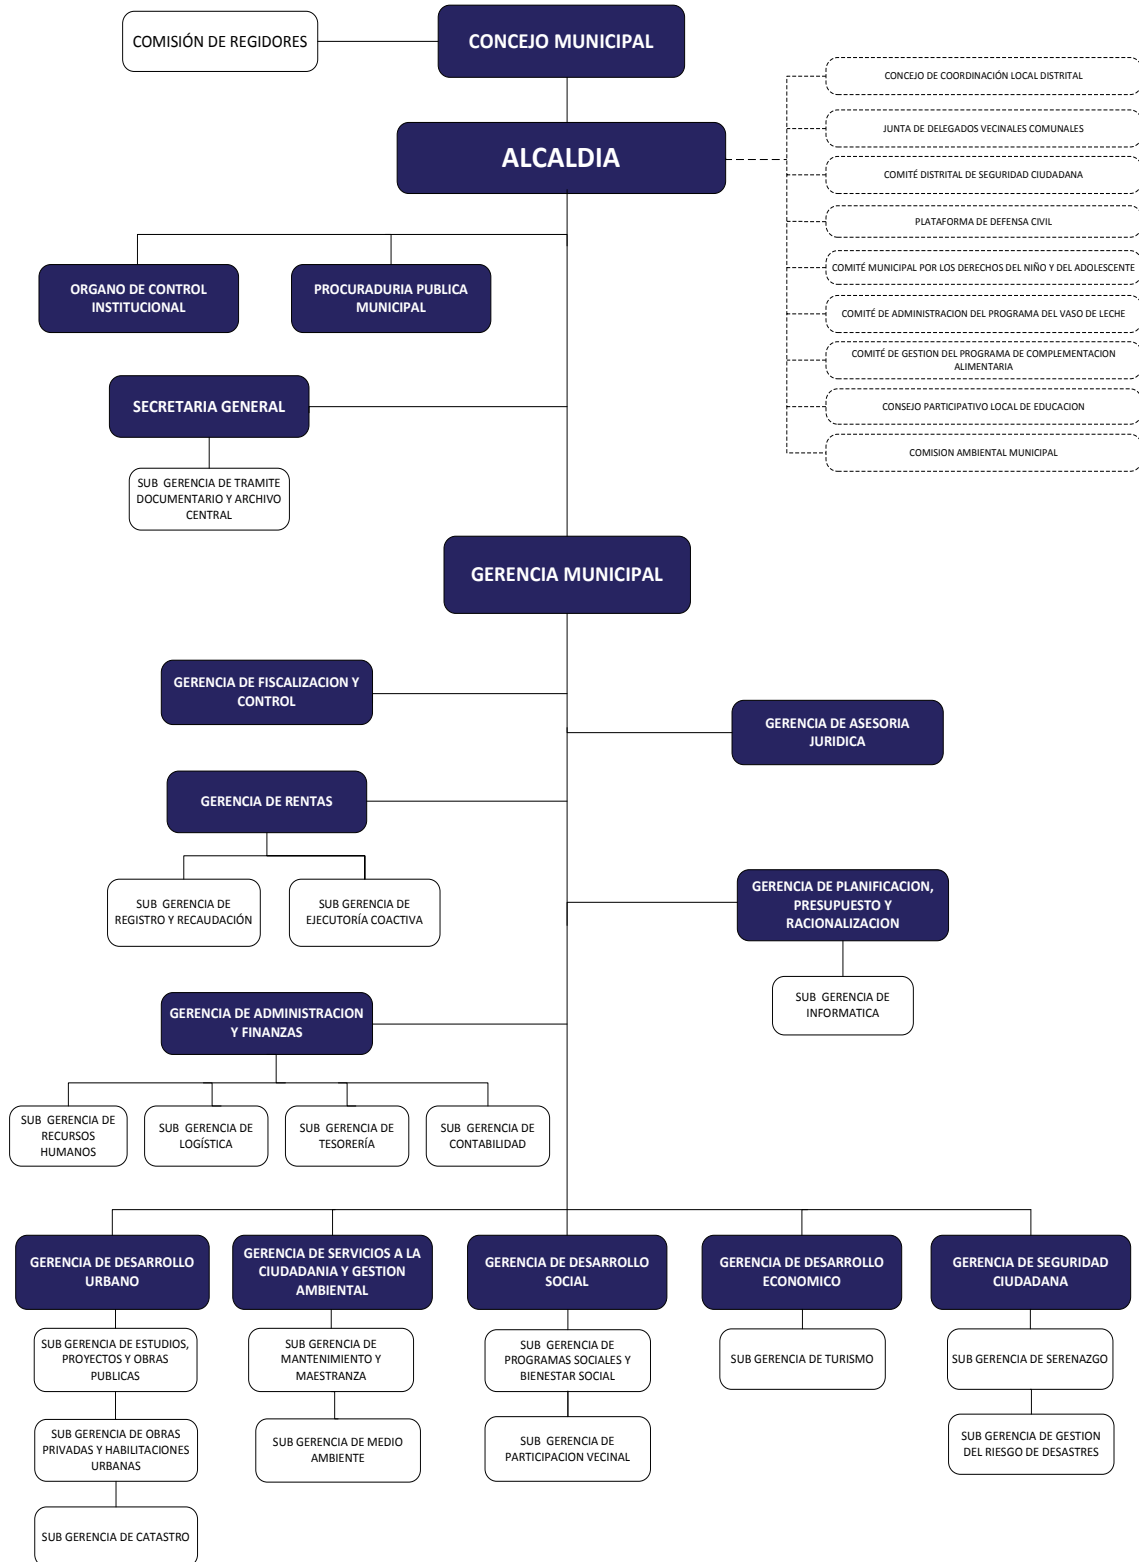 COMISIÓN DE REGIDORES
CONCEJO MUNICIPAL
ALCALDIA
CONCEJO DE COORDINACIÓN LOCAL DISTRITAL
JUNTA DE DELEGADOS VECINALES COMUNALES
COMITÉ DISTRITAL DE SEGURIDAD CIUDADANA
PLATAFORMA DE DEFENSA CIVIL
COMITÉ MUNICIPAL POR LOS DERECHOS DEL NIÑO Y DEL ADOLESCENTE
COMITÉ DE ADMINISTRACION DEL PROGRAMA DEL VASO DE LECHE
COMITÉ DE GESTION DEL PROGRAMA DE COMPLEMENTACION
ALIMENTARIA
CONSEJO PARTICIPATIVO LOCAL DE EDUCACION
COMISION AMBIENTAL MUNICIPAL
ORGANO DE CONTROL
INSTITUCIONAL
PROCURADURIA PUBLICA
MUNICIPAL
SECRETARIA GENERAL
SUB GERENCIA DE TRAMITE
DOCUMENTARIO Y ARCHIVO
CENTRAL
GERENCIA MUNICIPAL
GERENCIA DE FISCALIZACION Y
CONTROL
GERENCIA DE ASESORIA
JURIDICA
GERENCIA DE RENTAS
SUB GERENCIA DE
REGISTRO Y RECAUDACIÓN
SUB GERENCIA DE
EJECUTORÍA COACTIVA
GERENCIA DE PLANIFICACION,
PRESUPUESTO Y
RACIONALIZACION
SUB GERENCIA DE
INFORMATICA
GERENCIA DE ADMINISTRACION
Y FINANZAS
SUB GERENCIA DE
RECURSOS
HUMANOS
SUB GERENCIA DE
LOGÍSTICA
SUB GERENCIA DE
TESORERÍA
SUB GERENCIA DE
CONTABILIDAD
GERENCIA DE DESARROLLO
URBANO
GERENCIA DE SERVICIOS A LA
CIUDADANIA Y GESTION
AMBIENTAL
GERENCIA DE DESARROLLO
SOCIAL
GERENCIA DE DESARROLLO
ECONOMICO
GERENCIA DE SEGURIDAD
CIUDADANA
SUB GERENCIA DE ESTUDIOS,
PROYECTOS Y OBRAS
PUBLICAS
SUB GERENCIA DE
MANTENIMIENTO Y
MAESTRANZA
SUB GERENCIA DE
PROGRAMAS SOCIALES Y
BIENESTAR SOCIAL
SUB GERENCIA DE TURISMO
SUB GERENCIA DE SERENAZGO
SUB GERENCIA DE OBRAS
PRIVADAS Y HABILITACIONES
URBANAS
SUB GERENCIA DE MEDIO
AMBIENTE
SUB GERENCIA DE
PARTICIPACION VECINAL
SUB GERENCIA DE GESTION
DEL RIESGO DE DESASTRES
SUB GERENCIA DE CATASTRO